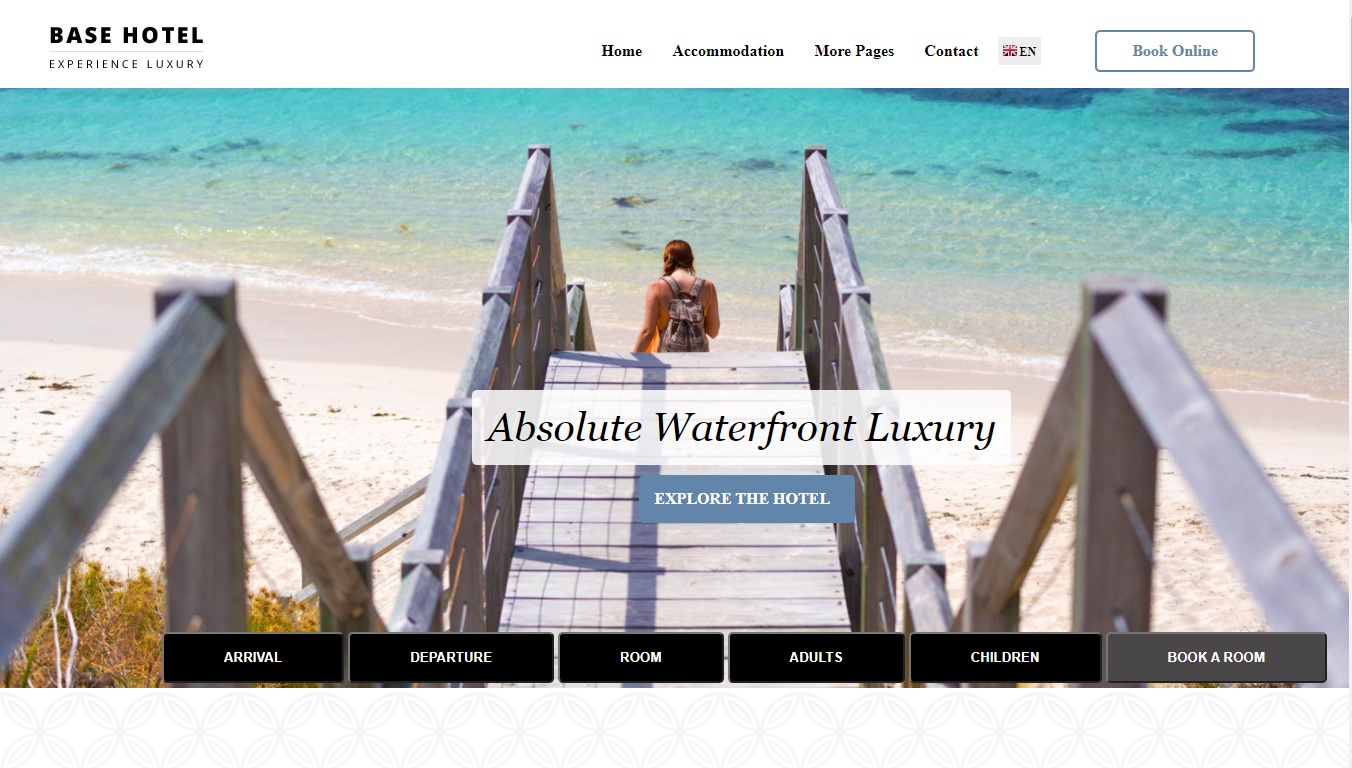 BASE HOTEL
EXPERIENCE LUXURY
Home Accommodation More Pages Contact EN Book Online
Absolute Waterfront Luxury
EXPLORE THE HOTEL
ARRIVAL DEPARTURE ROOM ADULTS CHILDREN BOOK A ROOM